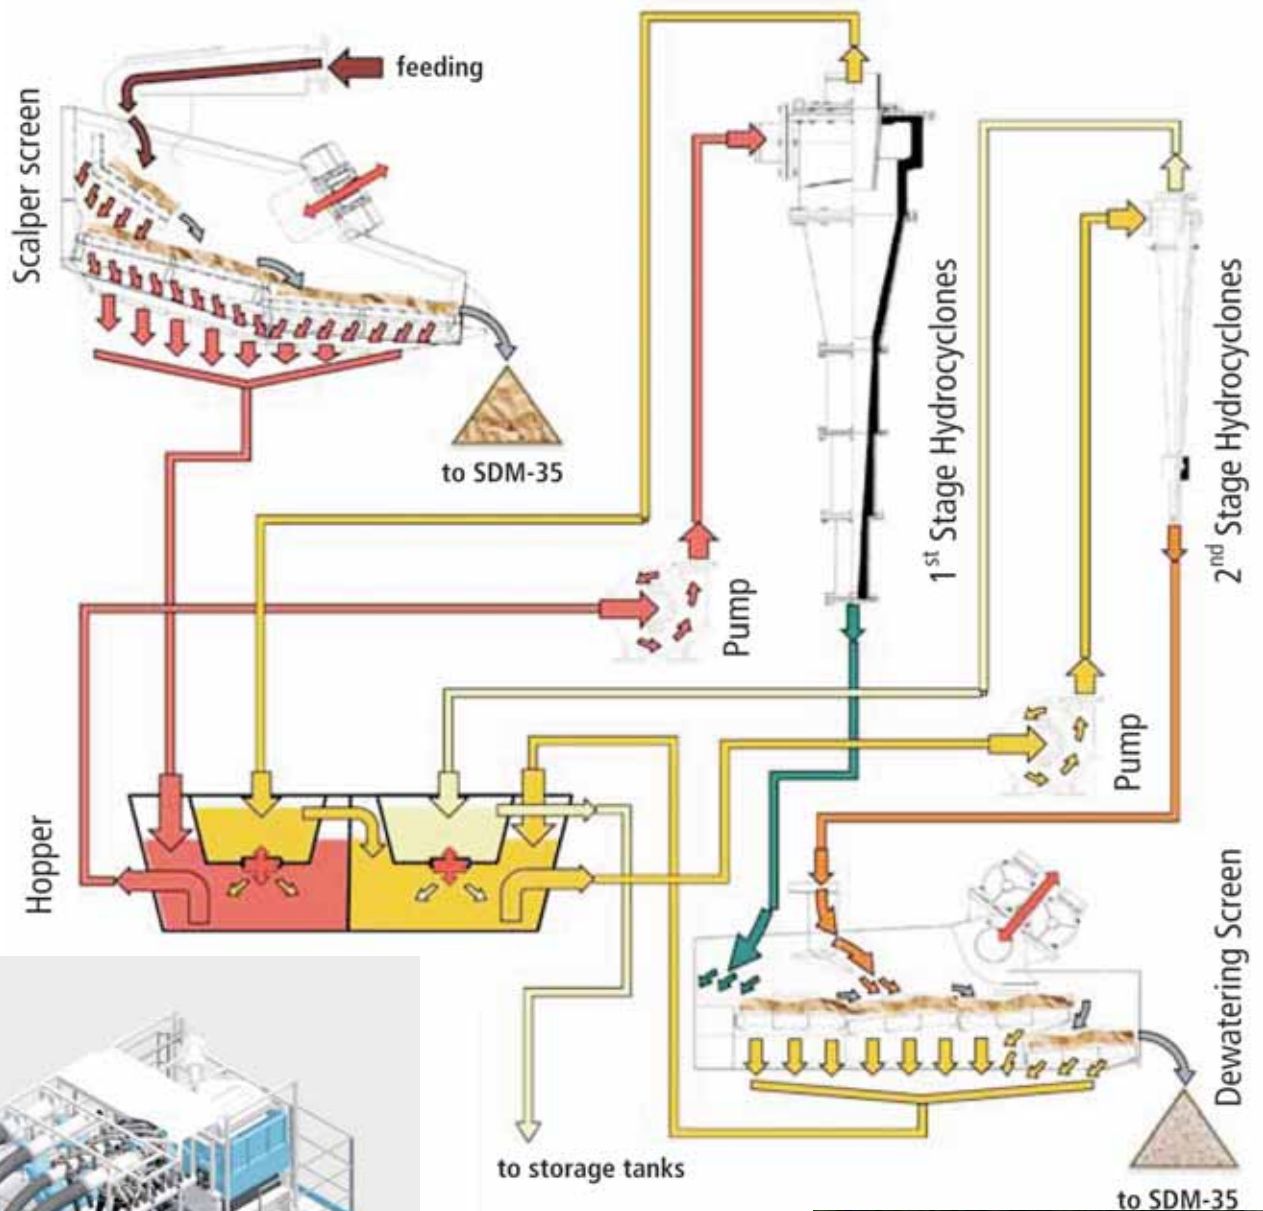 feeding
Scalper screen
to SDM-35
1st Stage Hydrocyclones
2nd Stage Hydrocyclones
Pump
Pump
Hopper
Dewatering Screen
to storage tanks
to SDM-35